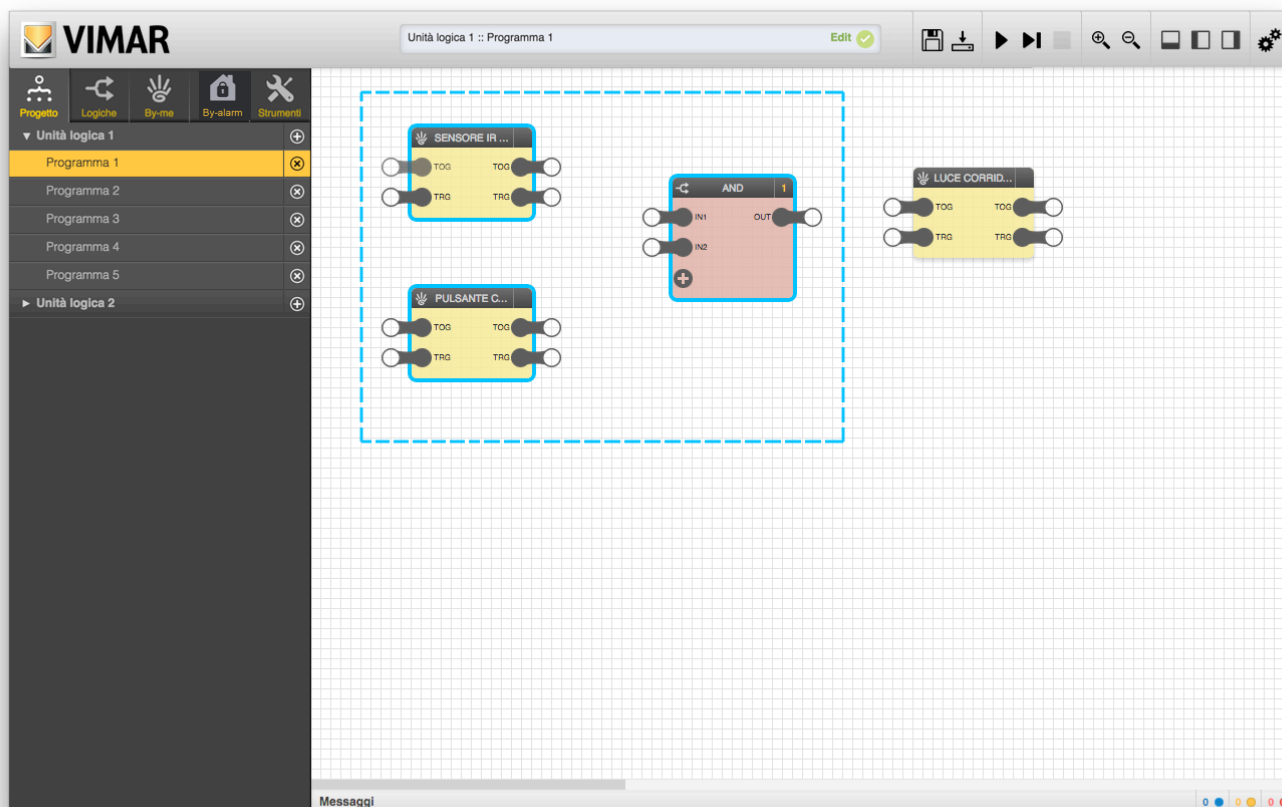 VIMAR
Unità logica 1 :: Programma 1
Edit
Progetto
Logiche
By-me
By-alarm
Strumenti
Unità logica 1
Programma 1
Programma 2
Programma 3
Programma 4
Programma 5
Unità logica 2
SENSORE IR ...
TOG TOG
TRG TRG
PULSANTE C...
TOG TOG
TRG TRG
AND 1
IN1 OUT
IN2
LUCE CORRID...
TOG TOG
TRG TRG
Messaggi
0 0 0